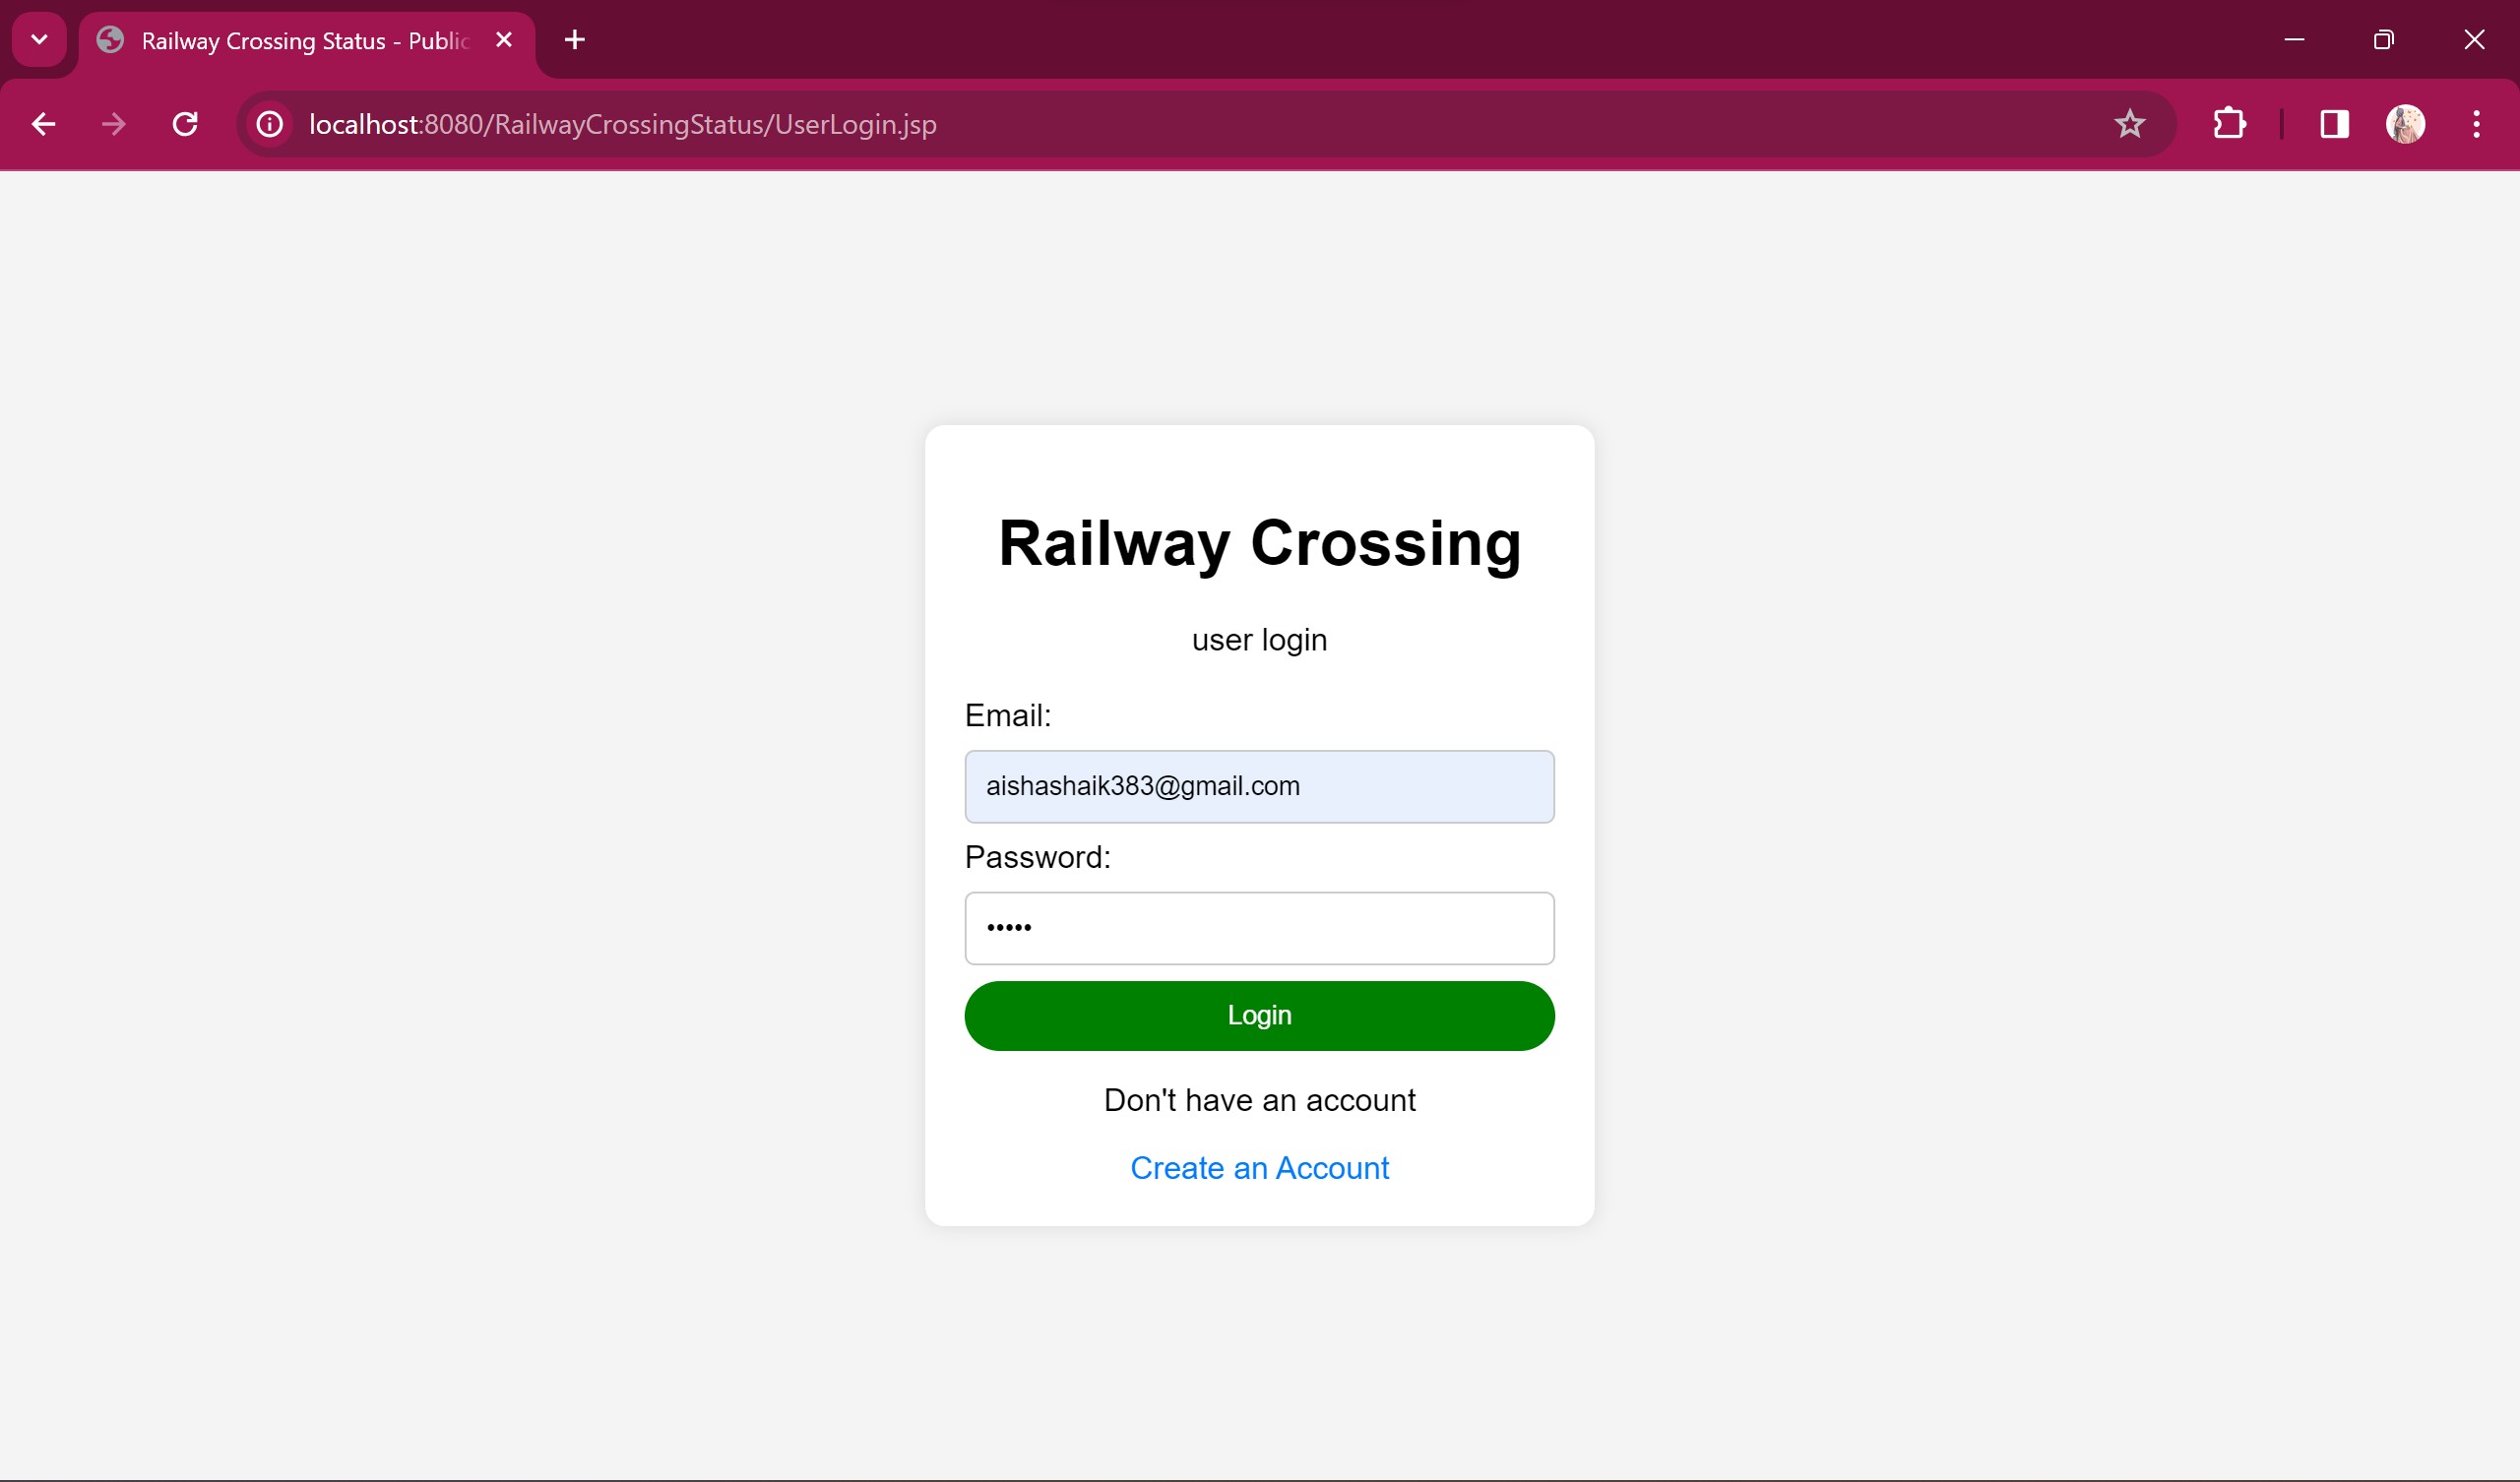 Railway Crossing Status - Public
localhost:8080/RailwayCrossingStatus/UserLogin.jsp
Railway Crossing
user login
Email:
aishashaik383@gmail.com
Password:
•••••
Login
Don't have an account
Create an Account